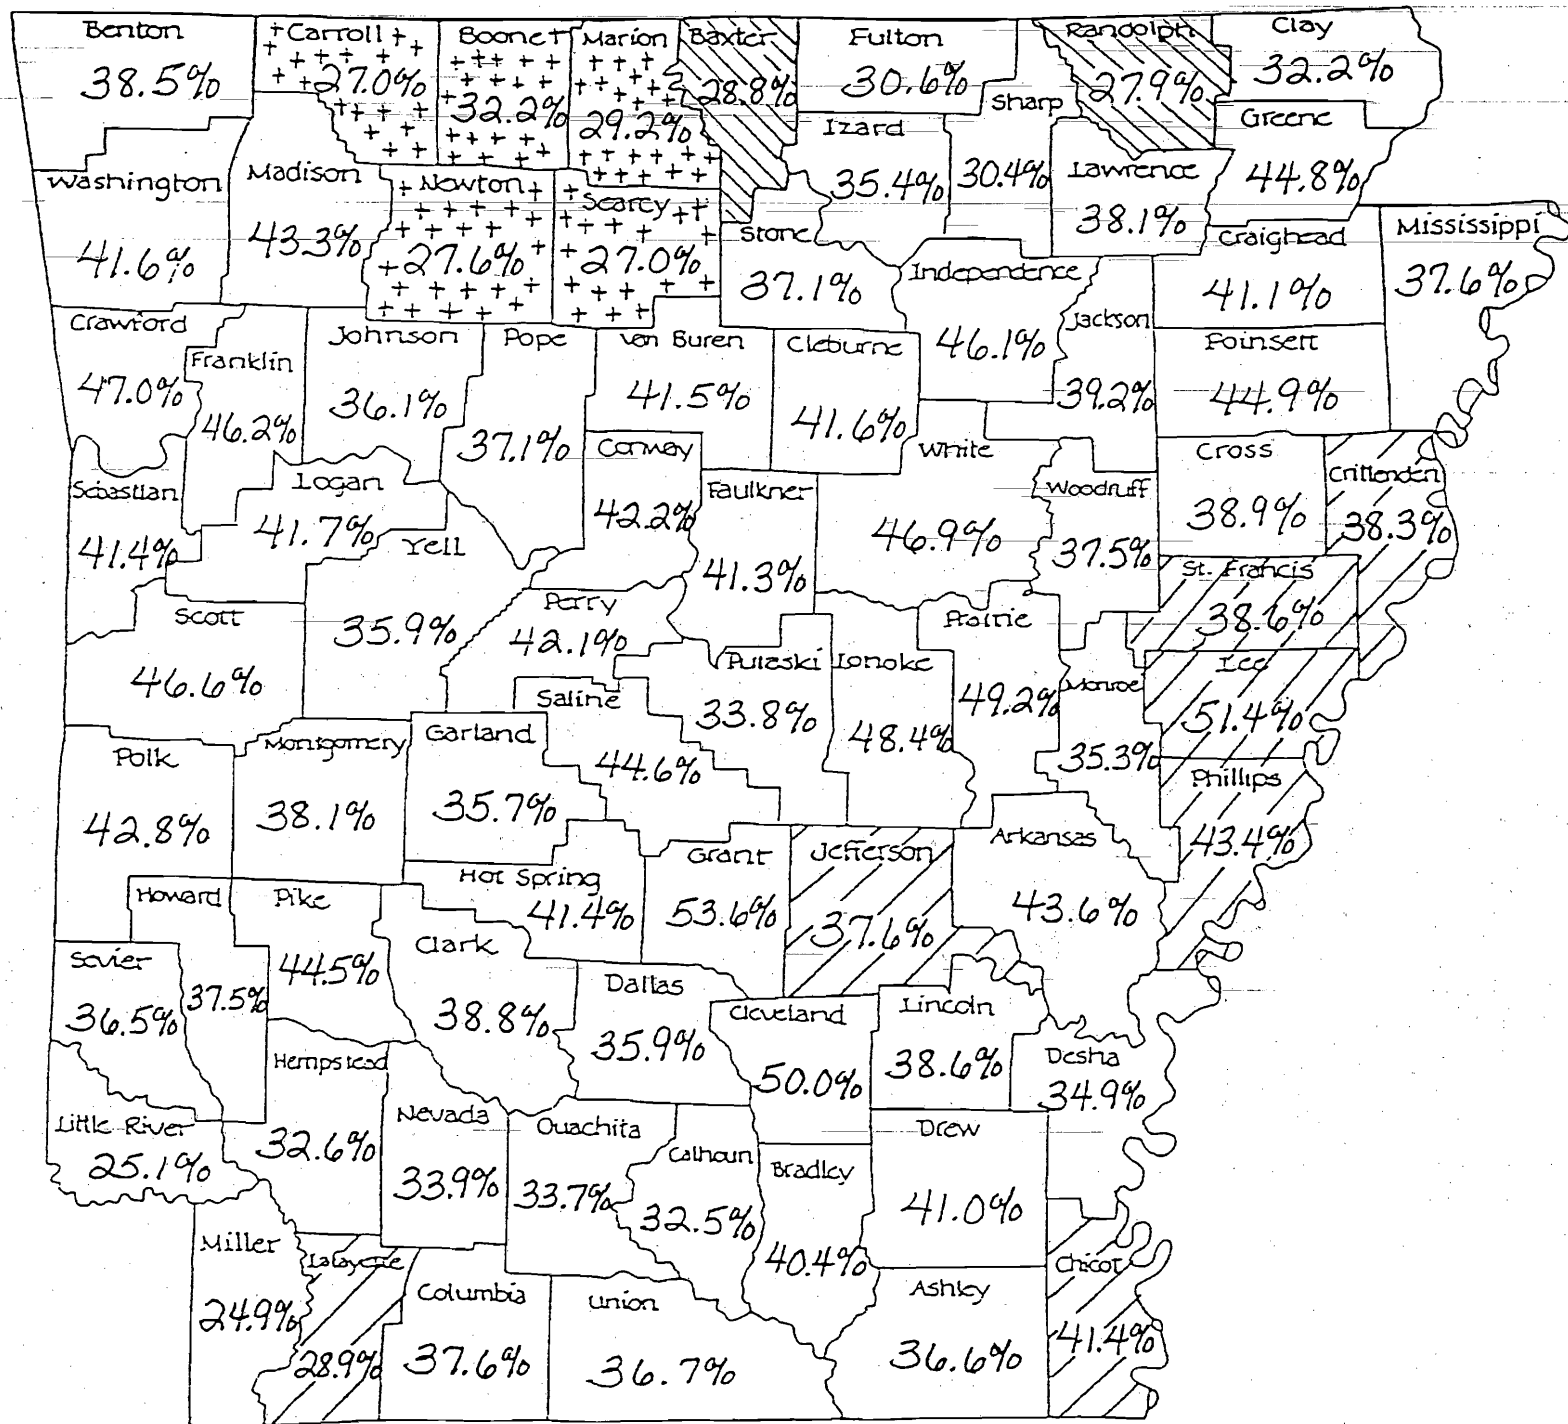 Benton
38.5%
Carroll
27.0%
Boone
32.2%
Marion
29.2%
Baxter
28.8%
Fulton
30.6%
Sharp
30.4%
Randolph
27.9%
Clay
32.2%
Greene
44.8%
Izard
35.4%
Lawrence
38.1%
Washington
41.6%
Madison
43.3%
Newton
27.6%
Searcy
27.0%
Stone
37.1%
Independence
46.1%
Craighead
41.1%
Mississippi
37.6%
Crawford
47.0%
Franklin
46.2%
Johnson
36.1%
Pope
37.1%
Van Buren
41.5%
Cleburne
41.6%
Jackson
39.2%
Poinsett
44.9%
Sebastian
41.4%
Logan
41.7%
Conway
42.2%
Faulkner
41.3%
White
46.9%
Woodruff
37.5%
Cross
38.9%
Crittenden
38.3%
Yell
35.9%
St. Francis
38.6%
Scott
46.6%
Perry
42.1%
Pulaski
33.8%
Lonoke
48.4%
Prairie
49.2%
Monroe
35.3%
Lee
51.4%
Polk
42.8%
Montgomery
38.1%
Garland
35.7%
Saline
44.6%
Phillips
43.4%
Howard
37.5%
Pike
44.5%
Hot Spring
41.4%
Grant
53.6%
Jefferson
37.6%
Arkansas
43.6%
Sevier
36.5%
Clark
38.8%
Dallas
35.9%
Cleveland
50.0%
Lincoln
38.6%
Desha
34.9%
Hempstead
32.6%
Little River
25.1%
Nevada
33.9%
Ouachita
33.7%
Calhoun
32.5%
Bradley
40.4%
Drew
41.0%
Miller
24.9%
Lafayette
28.9%
Columbia
37.6%
Union
36.7%
Ashley
36.6%
Chicot
41.4%